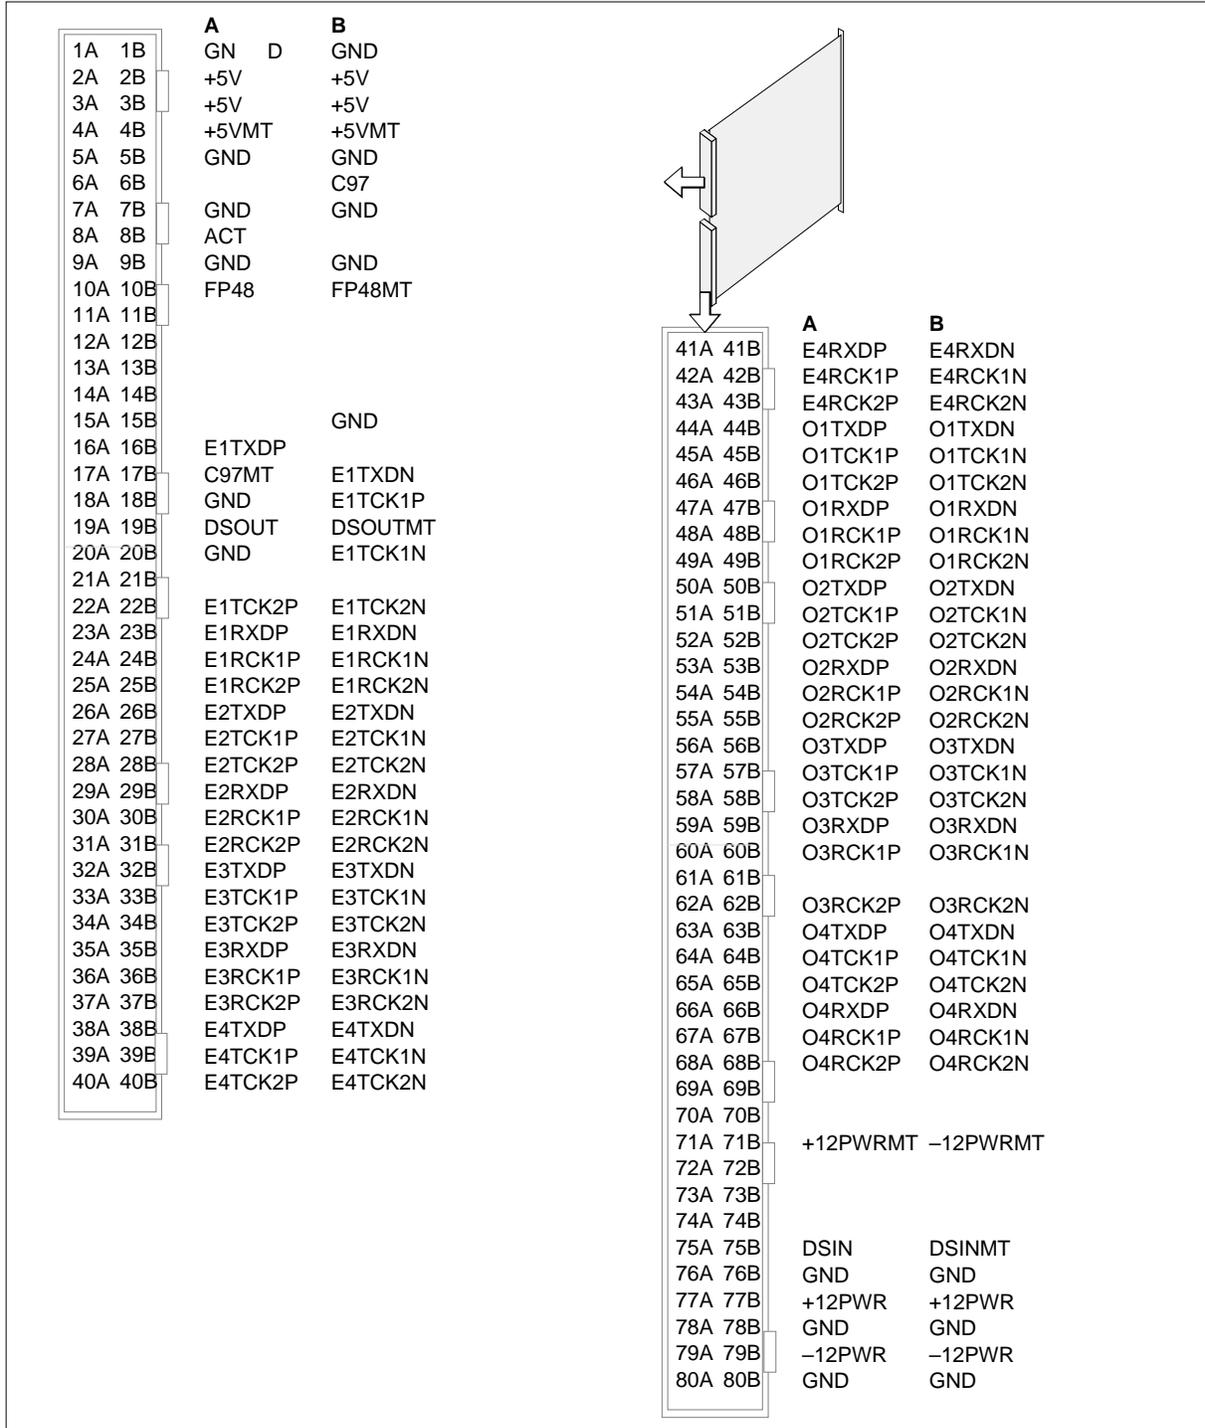 A B
1A 1B GN D GND
2A 2B +5V +5V
3A 3B +5V +5V
4A 4B +5VMT +5VMT
5A 5B GND GND
6A 6B C97
7A 7B GND GND
8A 8B ACT
9A 9B GND GND
10A 10B FP48 FP48MT
11A 11B
12A 12B
13A 13B
14A 14B
15A 15B GND
16A 16B E1TXDP
17A 17B C97MT E1TXDN
18A 18B GND E1TCK1P
19A 19B DSOUT DSOUTMT
20A 20B GND E1TCK1N
21A 21B
22A 22B E1TCK2P E1TCK2N
23A 23B E1RXDP E1RXDN
24A 24B E1RCK1P E1RCK1N
25A 25B E1RCK2P E1RCK2N
26A 26B E2TXDP E2TXDN
27A 27B E2TCK1P E2TCK1N
28A 28B E2TCK2P E2TCK2N
29A 29B E2RXDP E2RXDN
30A 30B E2RCK1P E2RCK1N
31A 31B E2RCK2P E2RCK2N
32A 32B E3TXDP E3TXDN
33A 33B E3TCK1P E3TCK1N
34A 34B E3TCK2P E3TCK2N
35A 35B E3RXDP E3RXDN
36A 36B E3RCK1P E3RCK1N
37A 37B E3RCK2P E3RCK2N
38A 38B E4TXDP E4TXDN
39A 39B E4TCK1P E4TCK1N
40A 40B E4TCK2P E4TCK2N
A B
41A 41B E4RXDP E4RXDN
42A 42B E4RCK1P E4RCK1N
43A 43B E4RCK2P E4RCK2N
44A 44B O1TXDP O1TXDN
45A 45B O1TCK1P O1TCK1N
46A 46B O1TCK2P O1TCK2N
47A 47B O1RXDP O1RXDN
48A 48B O1RCK1P O1RCK1N
49A 49B O1RCK2P O1RCK2N
50A 50B O2TXDP O2TXDN
51A 51B O2TCK1P O2TCK1N
52A 52B O2TCK2P O2TCK2N
53A 53B O2RXDP O2RXDN
54A 54B O2RCK1P O2RCK1N
55A 55B O2RCK2P O2RCK2N
56A 56B O3TXDP O3TXDN
57A 57B O3TCK1P O3TCK1N
58A 58B O3TCK2P O3TCK2N
59A 59B O3RXDP O3RXDN
60A 60B O3RCK1P O3RCK1N
61A 61B
62A 62B O3RCK2P O3RCK2N
63A 63B O4TXDP O4TXDN
64A 64B O4TCK1P O4TCK1N
65A 65B O4TCK2P O4TCK2N
66A 66B O4RXDP O4RXDN
67A 67B O4RCK1P O4RCK1N
68A 68B O4RCK2P O4RCK2N
69A 69B
70A 70B
71A 71B +12PWRMT –12PWRMT
72A 72B
73A 73B
74A 74B
75A 75B DSIN DSINMT
76A 76B GND GND
77A 77B +12PWR +12PWR
78A 78B GND GND
79A 79B –12PWR –12PWR
80A 80B GND GND